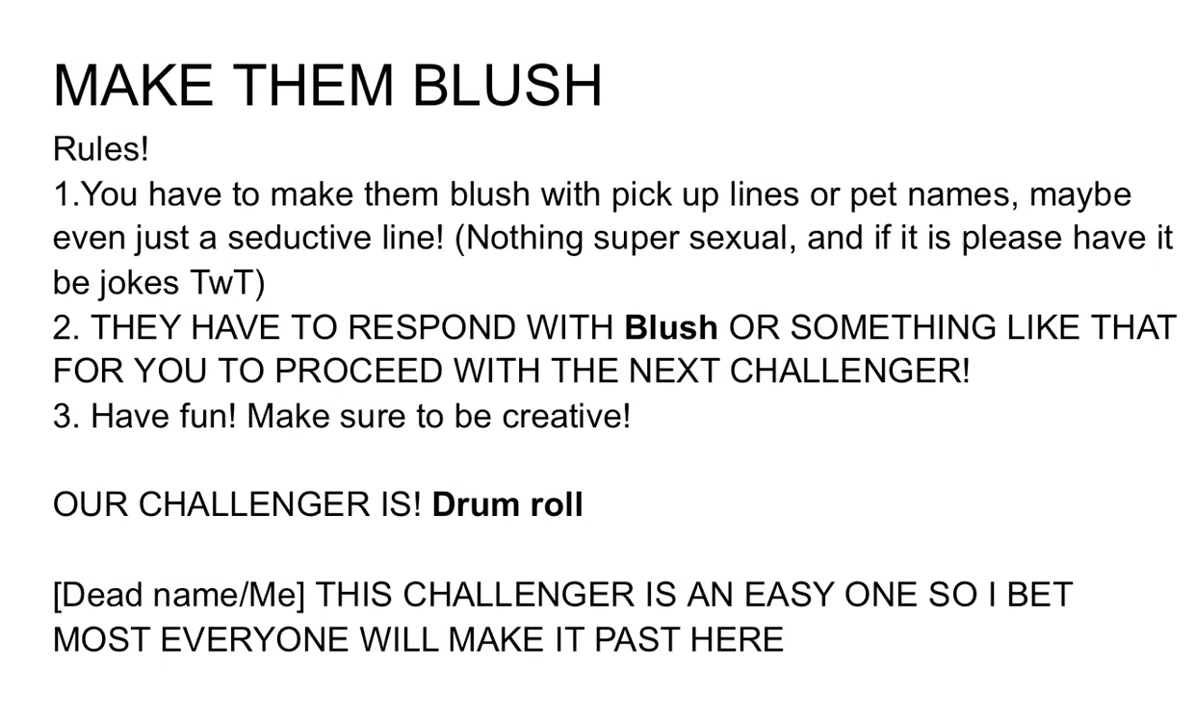 MAKE THEM BLUSH
Rules!
1.You have to make them blush with pick up lines or pet names, maybe
even just a seductive line! (Nothing super sexual, and if it is please have it
be jokes TwT)
2. THEY HAVE TO RESPOND WITH Blush OR SOMETHING LIKE THAT
FOR YOU TO PROCEED WITH THE NEXT CHALLENGER!
3. Have fun! Make sure to be creative!
OUR CHALLENGER IS! Drum roll
[Dead name/Me] THIS CHALLENGER IS AN EASY ONE SO I BET
MOST EVERYONE WILL MAKE IT PAST HERE